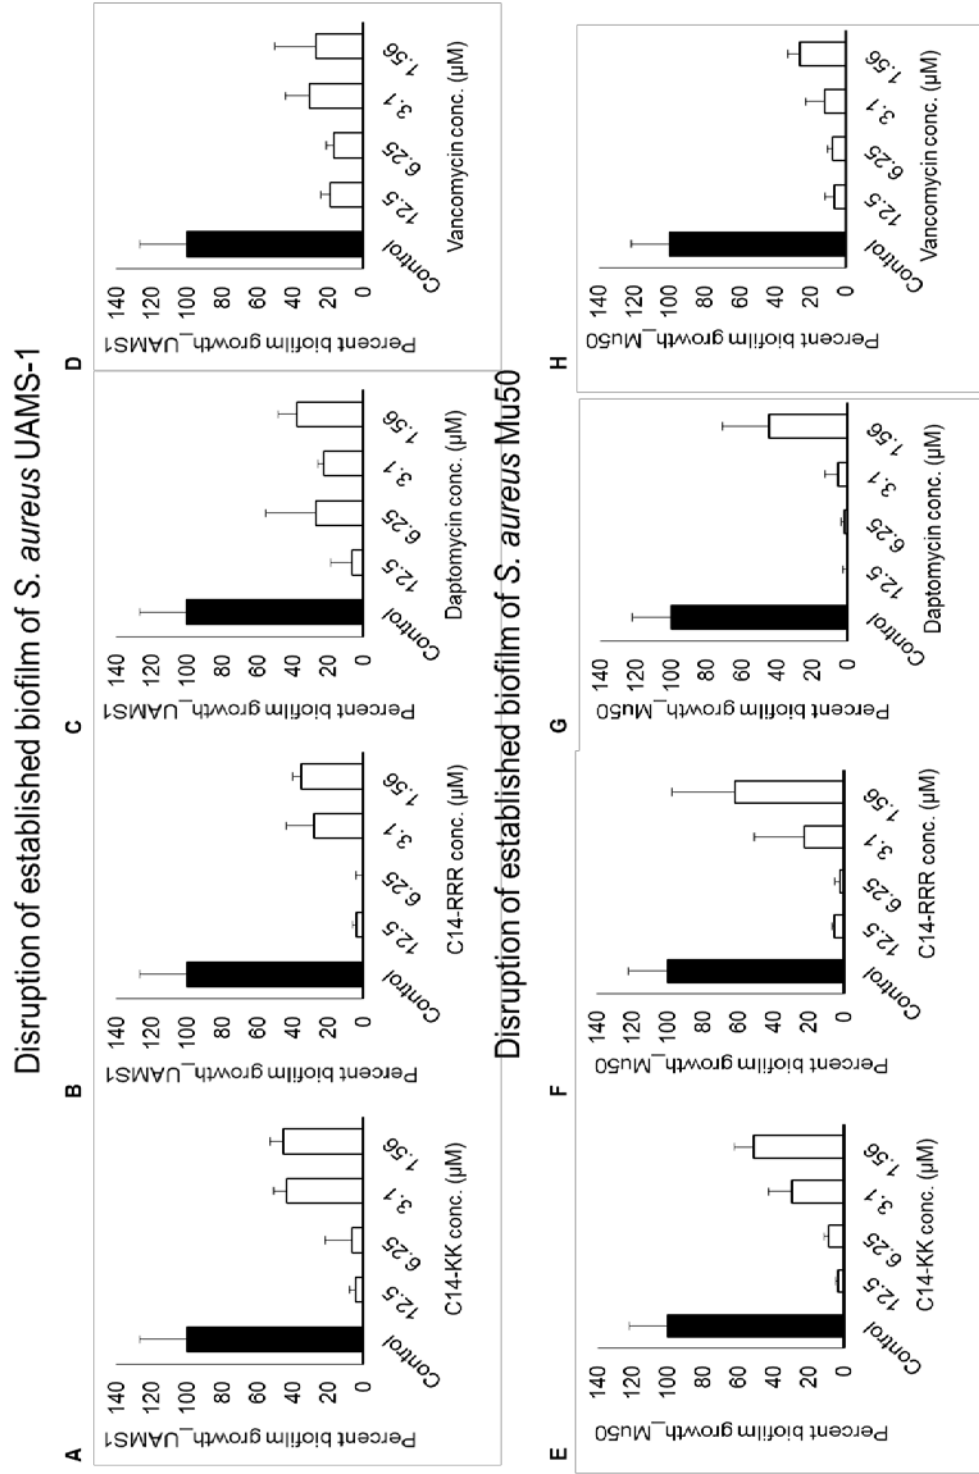 Disruption of established biofilm of S. aureus UAMS-1
A
Percent biofilm growth_UAMS1
140
120
100
80
60
40
20
0
Control
12.5
6.25
3.1
1.56
C14-KK conc. (µM)
B
Percent biofilm growth_UAMS1
140
120
100
80
60
40
20
0
Control
12.5
6.25
3.1
1.56
C14-RRR conc. (µM)
C
Percent biofilm growth_UAMS1
140
120
100
80
60
40
20
0
Control
12.5
6.25
3.1
1.56
Daptomycin conc. (µM)
D
Percent biofilm growth_UAMS1
140
120
100
80
60
40
20
0
Control
12.5
6.25
3.1
1.56
Vancomycin conc. (µM)
Disruption of established biofilm of S. aureus Mu50
E
Percent biofilm growth_Mu50
140
120
100
80
60
40
20
0
Control
12.5
6.25
3.1
1.56
C14-KK conc. (µM)
F
Percent biofilm growth_Mu50
140
120
100
80
60
40
20
0
Control
12.5
6.25
3.1
1.56
C14-RRR conc. (µM)
G
Percent biofilm growth_Mu50
140
120
100
80
60
40
20
0
Control
12.5
6.25
3.1
1.56
Daptomycin conc. (µM)
H
Percent biofilm growth_Mu50
140
120
100
80
60
40
20
0
Control
12.5
6.25
3.1
1.56
Vancomycin conc. (µM)